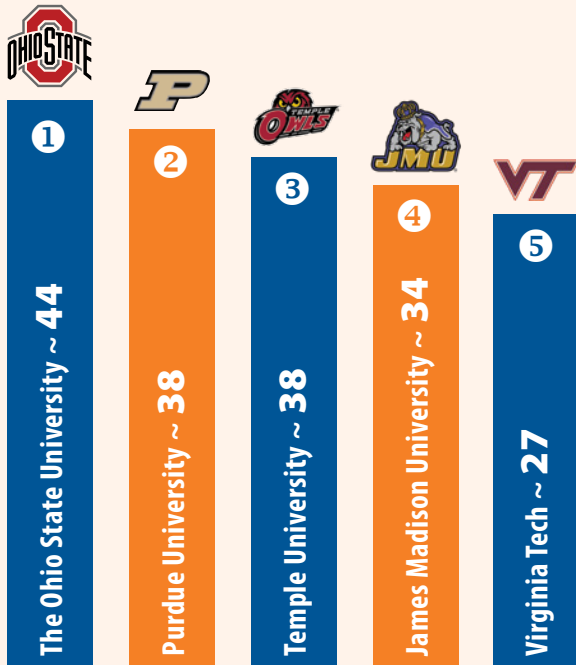 OHIO STATE
1
The Ohio State University ~ 44
P
2
Purdue University ~ 38
TEMPLE
OWLS
3
Temple University ~ 38
JMU
4
James Madison University ~ 34
VT
5
Virginia Tech ~ 27